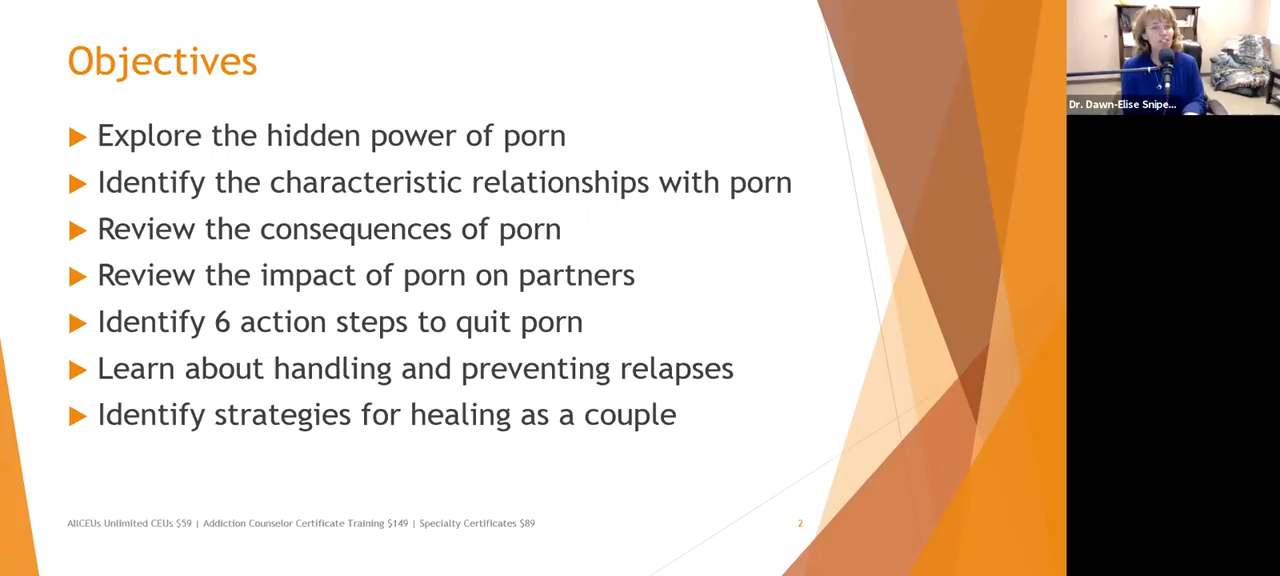 Objectives
Explore the hidden power of porn
Identify the characteristic relationships with porn
Review the consequences of porn
Review the impact of porn on partners
Identify 6 action steps to quit porn
Learn about handling and preventing relapses
Identify strategies for healing as a couple
AllCEUs Unlimited CEUs $59 | Addiction Counselor Certificate Training $149 | Specialty Certificates $89
2
Dr. Dawn-Elise Snipe...